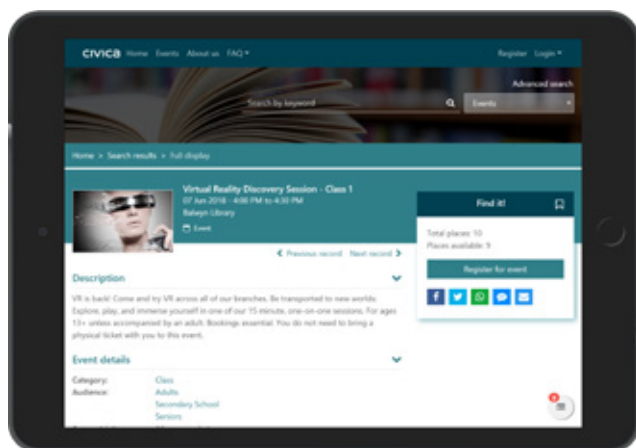 civica Home Events About us FAQ Register Login
Advanced search
Search by keyword Events
Home > Search results > Full display
Virtual Reality Discovery Session - Class 1
07 Jun 2018 - 4:00 PM to 4:30 PM
Balwyn Library
Event
Find it!
Total places: 10
Places available: 9
Register for event
Previous record Next record
Description
VR is back! Come and try VR across all of our branches. Be transported to new worlds.
Explore, play, and immerse yourself in one of our 15 minute, one-on-one sessions. For ages
13+ unless accompanied by an adult. Bookings essential. You do not need to bring a
physical ticket with you to this event.
Event details
Category: Class
Audience: Adults
Secondary School
Seniors